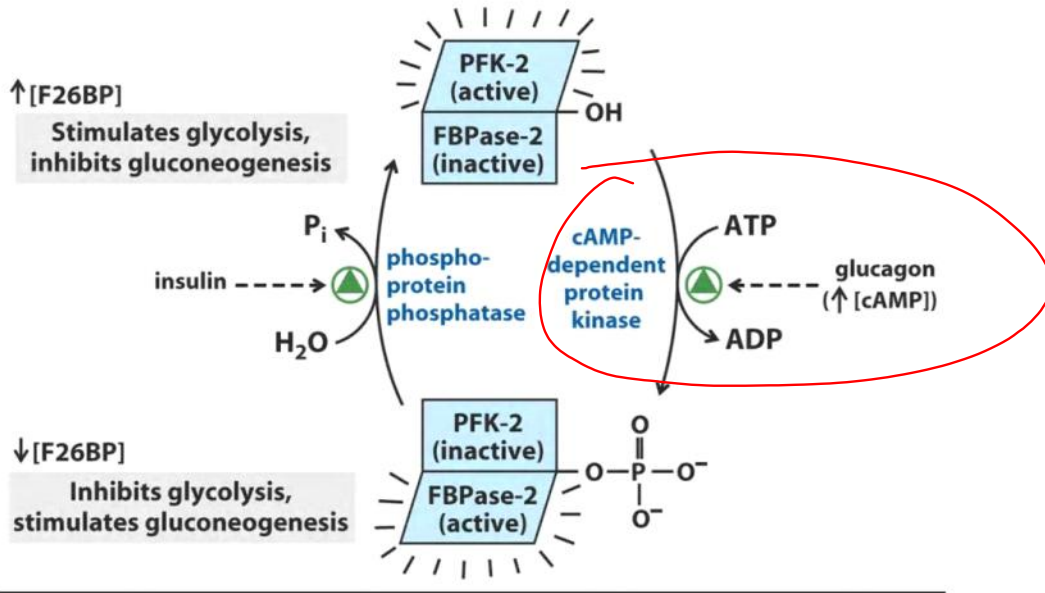 PFK-2
(active)
OH
FBPase-2
(inactive)
↑[F26BP]
Stimulates glycolysis,
inhibits gluconeogenesis
Pi
insulin
H₂O
phospho-
protein
phosphatase
cAMP-
dependent
protein
kinase
ATP
glucagon
(↑ [cAMP])
ADP
↓[F26BP]
Inhibits glycolysis,
stimulates gluconeogenesis
PFK-2
(inactive)
FBPase-2
(active)
O
O—P—O⁻
O⁻